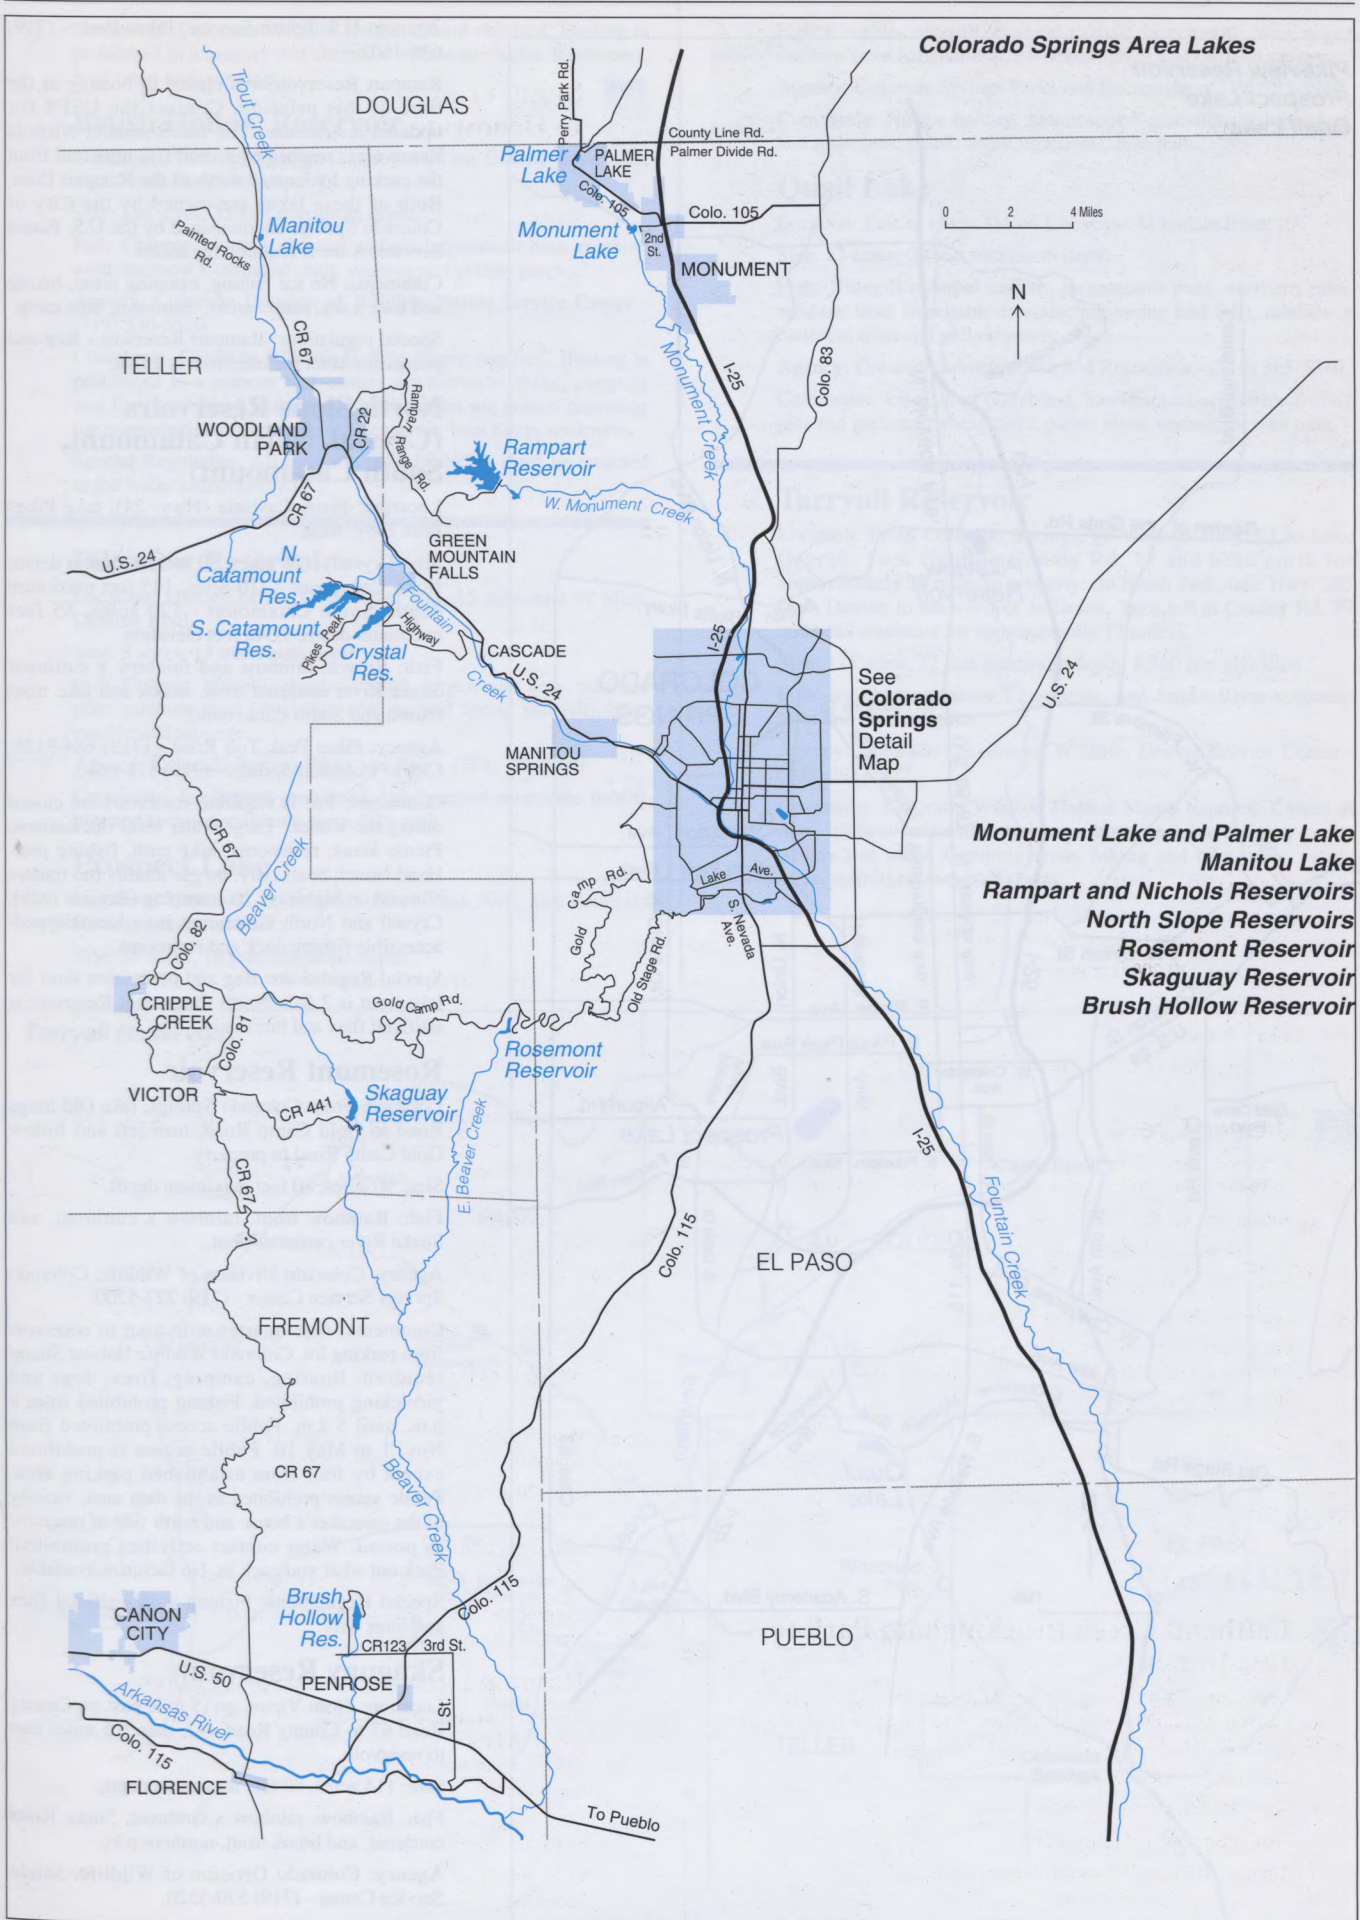 Colorado Springs Area Lakes
Trout Creek
DOUGLAS
Perry Park Rd.
County Line Rd.
Palmer Divide Rd.
Palmer
Lake
PALMER
LAKE
Colo. 105
Colo. 105
0 2 4 Miles
Manitou
Lake
Painted Rocks
Rd.
Monument
Lake
2nd
St.
MONUMENT
N
CR 67
TELLER
Monument Creek
I-25
Colo. 83
WOODLAND
PARK
CR 22
Rampart
Range Rd.
Rampart
Reservoir
W. Monument Creek
CR 67
U.S. 24
GREEN
MOUNTAIN
FALLS
N.
Catamount
Res.
S. Catamount
Res.
Pikes Peak
Highway
Crystal
Res.
Fountain
Creek
CASCADE
U.S. 24
I-25
See
Colorado
Springs
Detail
Map
U.S. 24
MANITOU
SPRINGS
CR 67
Beaver Creek
Monument Lake and Palmer Lake
Manitou Lake
Rampart and Nichols Reservoirs
North Slope Reservoirs
Rosemont Reservoir
Skaguuay Reservoir
Brush Hollow Reservoir
Lake Ave.
S. Nevada
Ave.
Gold Camp Rd.
Old Stage Rd.
Colo. 82
CRIPPLE
CREEK
Gold Camp Rd.
Colo. 81
Rosemont
Reservoir
VICTOR
CR 441
Skaguay
Reservoir
E. Beaver Creek
CR 67
I-25
Fountain Creek
Colo. 115
EL PASO
FREMONT
CR 67
Beaver Creek
Colo. 115
Brush
Hollow
Res.
CAÑON
CITY
CR123
3rd St.
PUEBLO
U.S. 50
PENROSE
L St.
Arkansas River
Colo. 115
FLORENCE
To Pueblo